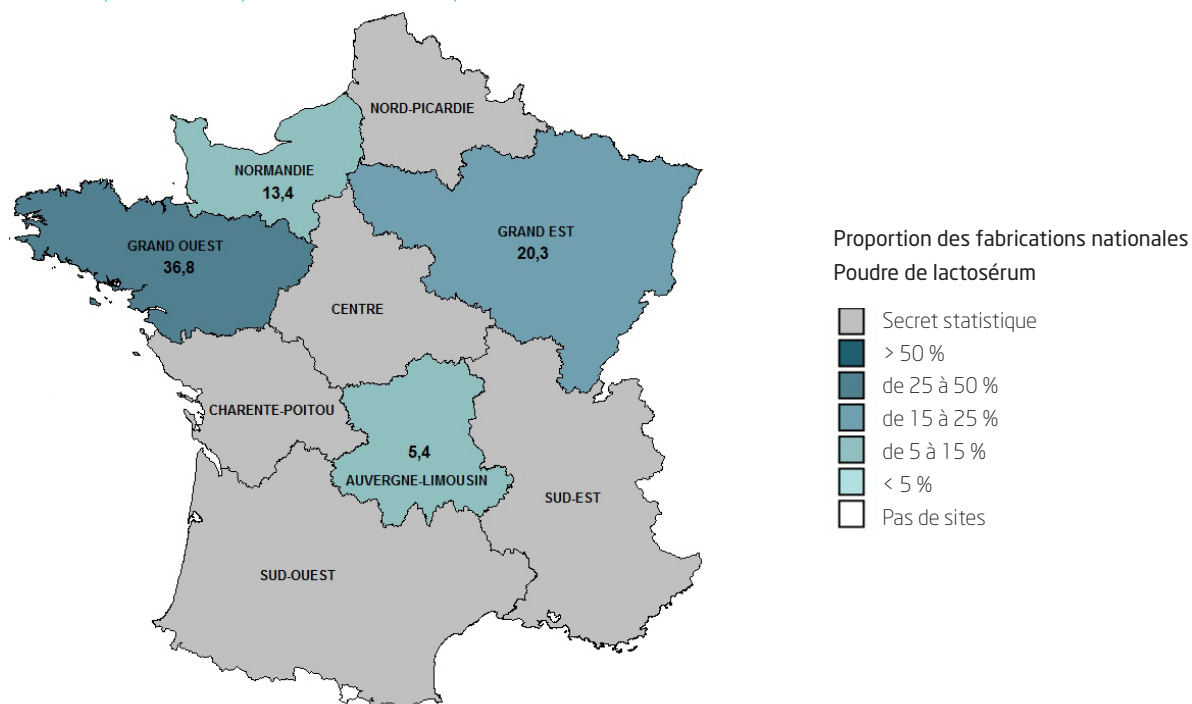 NORD-PICARDIE
NORMANDIE
13,4
GRAND OUEST
36,8
GRAND EST
20,3
CENTRE
CHARENTE-POITOU
5,4
AUVERGNE-LIMOUSIN
SUD-EST
SUD-OUEST
Proportion des fabrications nationales
Poudre de lactosérum
Secret statistique
> 50 %
de 25 à 50 %
de 15 à 25 %
de 5 à 15 %
< 5 %
Pas de sites